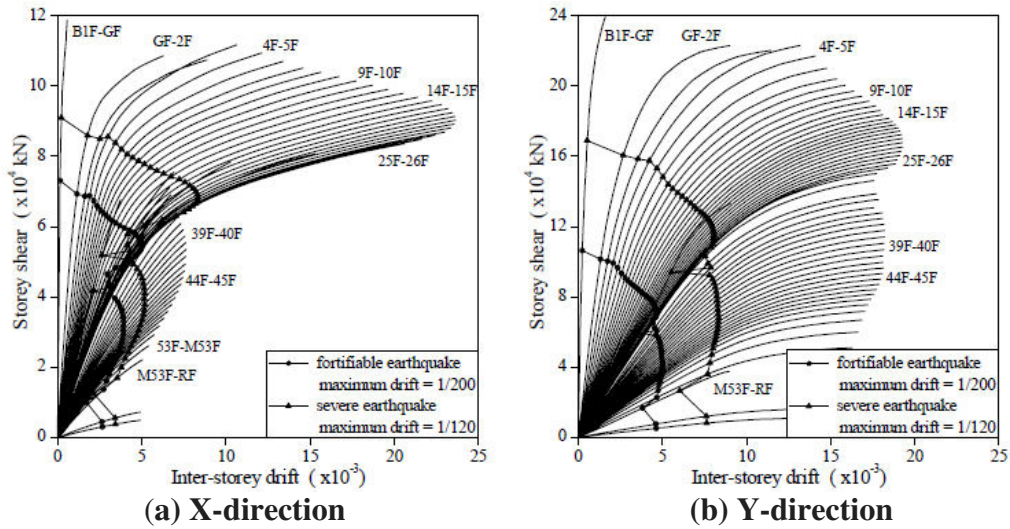 12
10
8
6
4
2
0
Storey shear ( x10⁴ kN)
B1F-GF
GF-2F
4F-5F
9F-10F
14F-15F
25F-26F
39F-40F
44F-45F
53F-M53F
M53F-RF
fortifiable earthquake
maximum drift = 1/200
severe earthquake
maximum drift = 1/120
0 5 10 15 20 25
Inter-storey drift ( x10⁻³)
(a) X-direction
24
20
16
12
8
4
0
Storey shear ( x10⁴ kN)
B1F-GF
GF-2F
4F-5F
9F-10F
14F-15F
25F-26F
39F-40F
44F-45F
M53F-RF
fortifiable earthquake
maximum drift = 1/200
severe earthquake
maximum drift = 1/120
0 5 10 15 20 25
Inter-storey drift ( x10⁻³)
(b) Y-direction